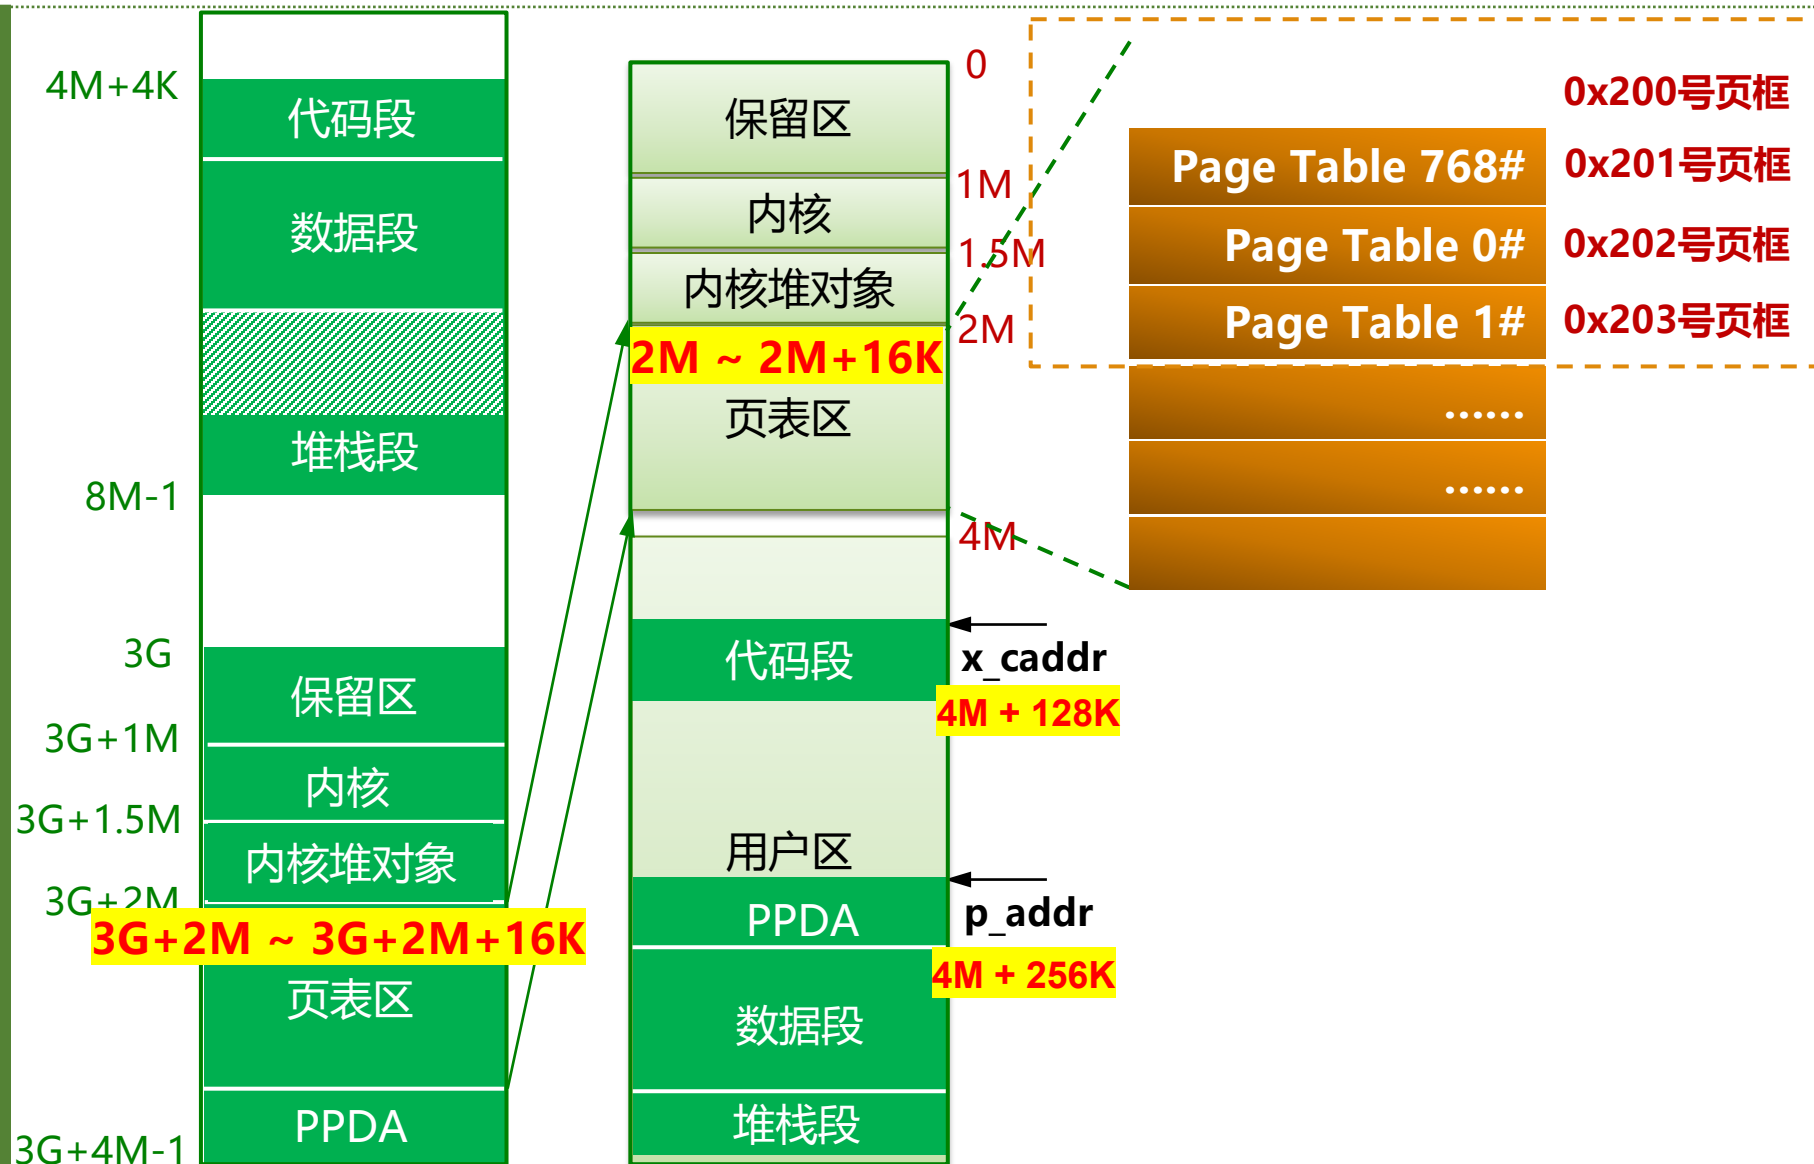 4M+4K
代码段
数据段
堆栈段
8M-1
3G
保留区
3G+1M
内核
3G+1.5M
内核堆对象
3G+2M
3G+2M ~ 3G+2M+16K
页表区
PPDA
3G+4M-1
0
保留区
1M
内核
1.5M
内核堆对象
2M
2M ~ 2M+16K
页表区
4M
代码段
x_caddr
4M + 128K
用户区
PPDA
p_addr
4M + 256K
数据段
堆栈段
0x200号页框
Page Table 768# 0x201号页框
Page Table 0# 0x202号页框
Page Table 1# 0x203号页框
......
......